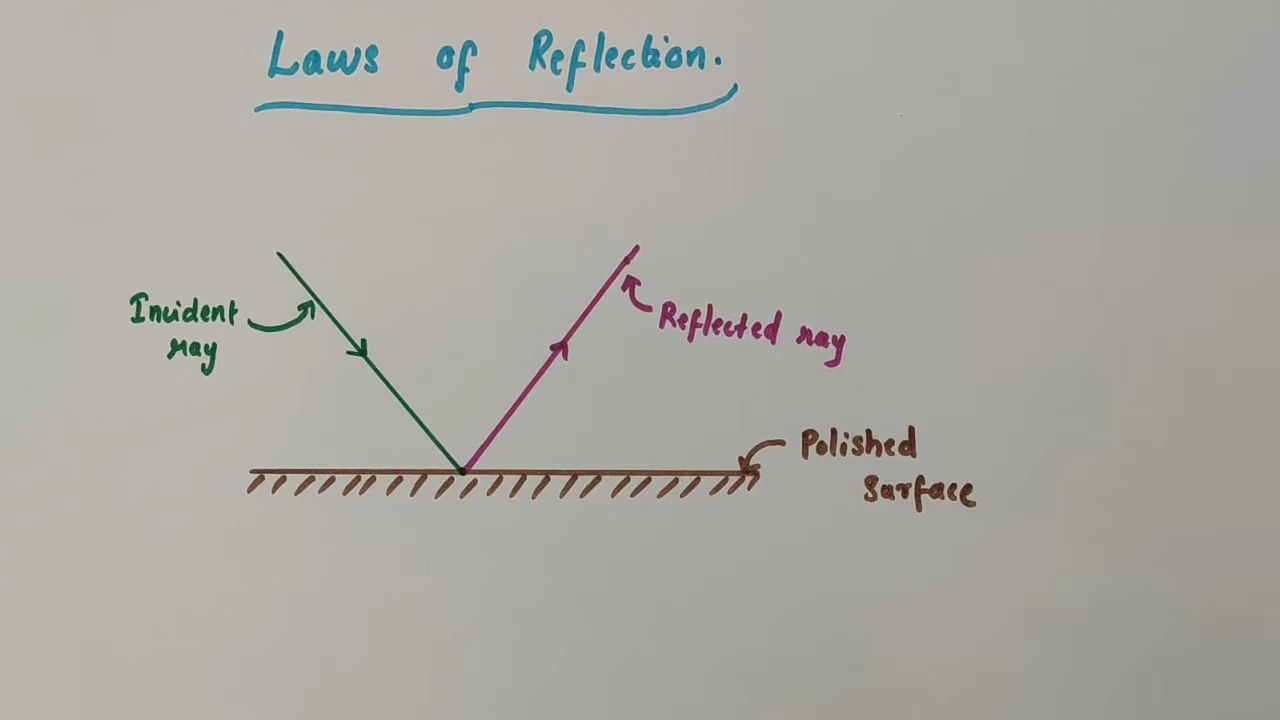 Laws of Reflection.
Incident
ray
Reflected ray
Polished
Surface